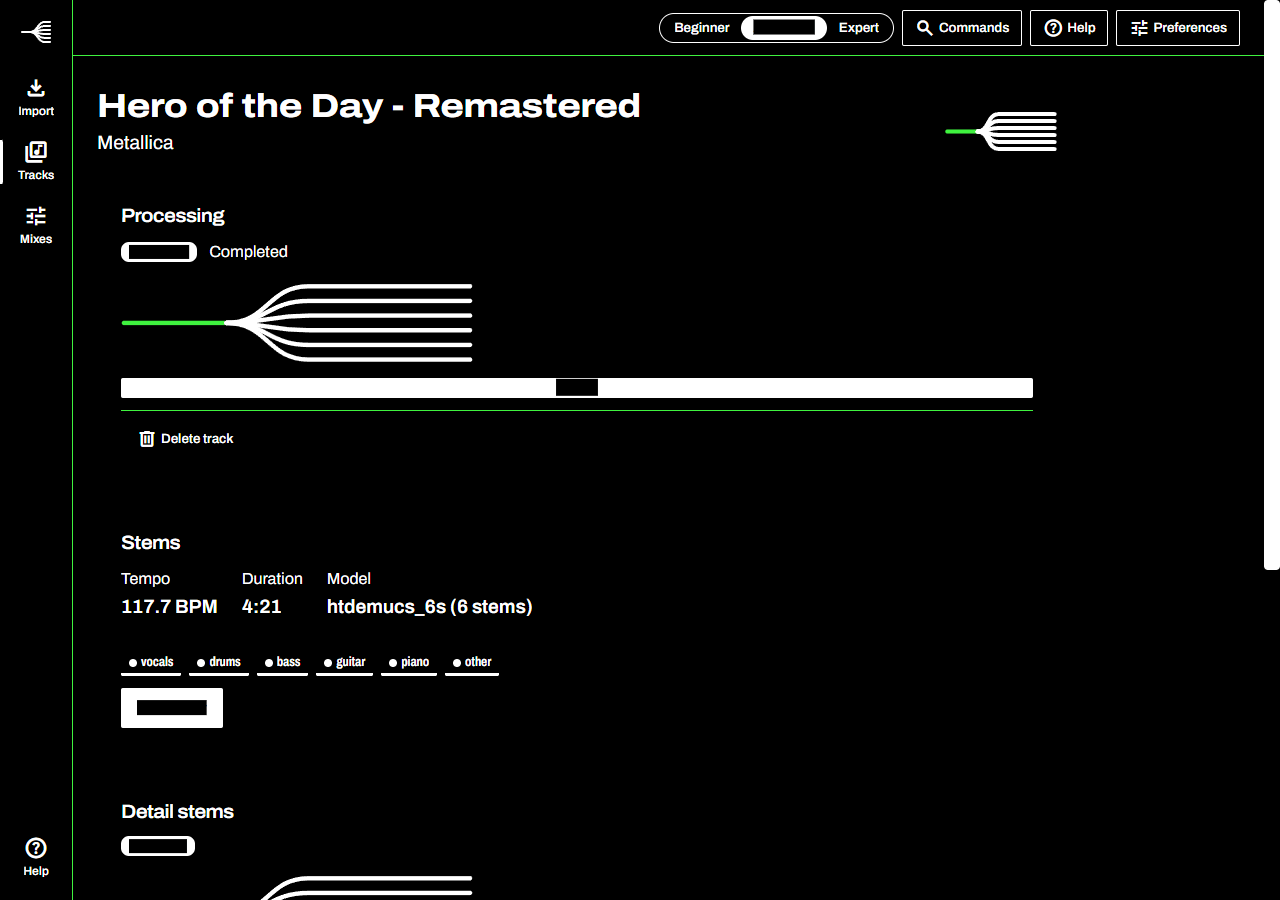 Beginner
Expert
Commands
Help
Preferences
Import
Tracks
Mixes
Help
Hero of the Day - Remastered
Metallica
Processing
Completed
Delete track
Stems
Tempo Duration Model
117.7 BPM 4:21 htdemucs_6s (6 stems)
vocals drums bass guitar piano other
Detail stems